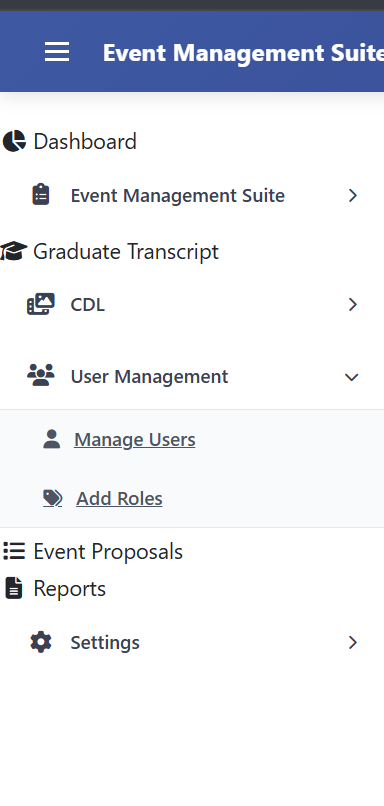 Event Management Suite
Dashboard
Event Management Suite
Graduate Transcript
CDL
User Management
Manage Users
Add Roles
Event Proposals
Reports
Settings